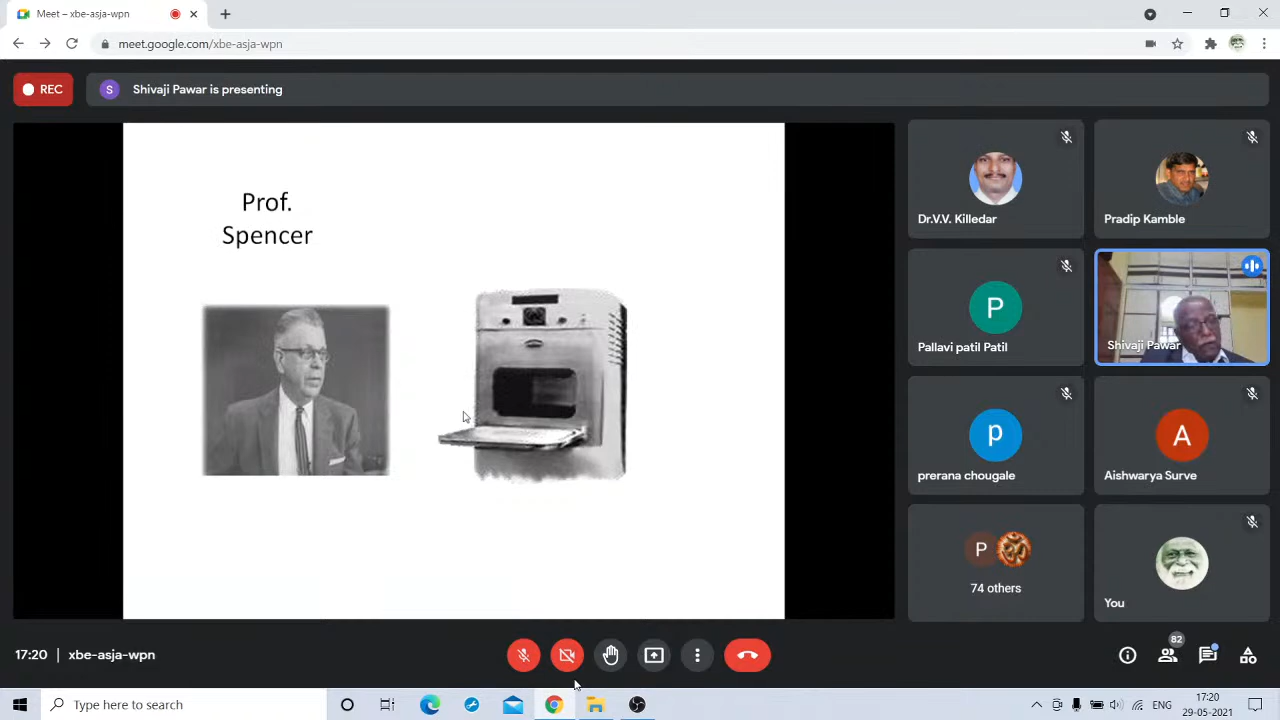 Meet – xbe-asja-wpn
meet.google.com/xbe-asja-wpn
REC
S
Shivaji Pawar is presenting
Prof.
Spencer
Dr.V.V. Killedar
Pradip Kamble
P
Pallavi patil Patil
Shivaji Pawar
p
prerana chougale
A
Aishwarya Surve
P
74 others
You
17:20 | xbe-asja-wpn
82
Type here to search
ENG
17:20
29-05-2021